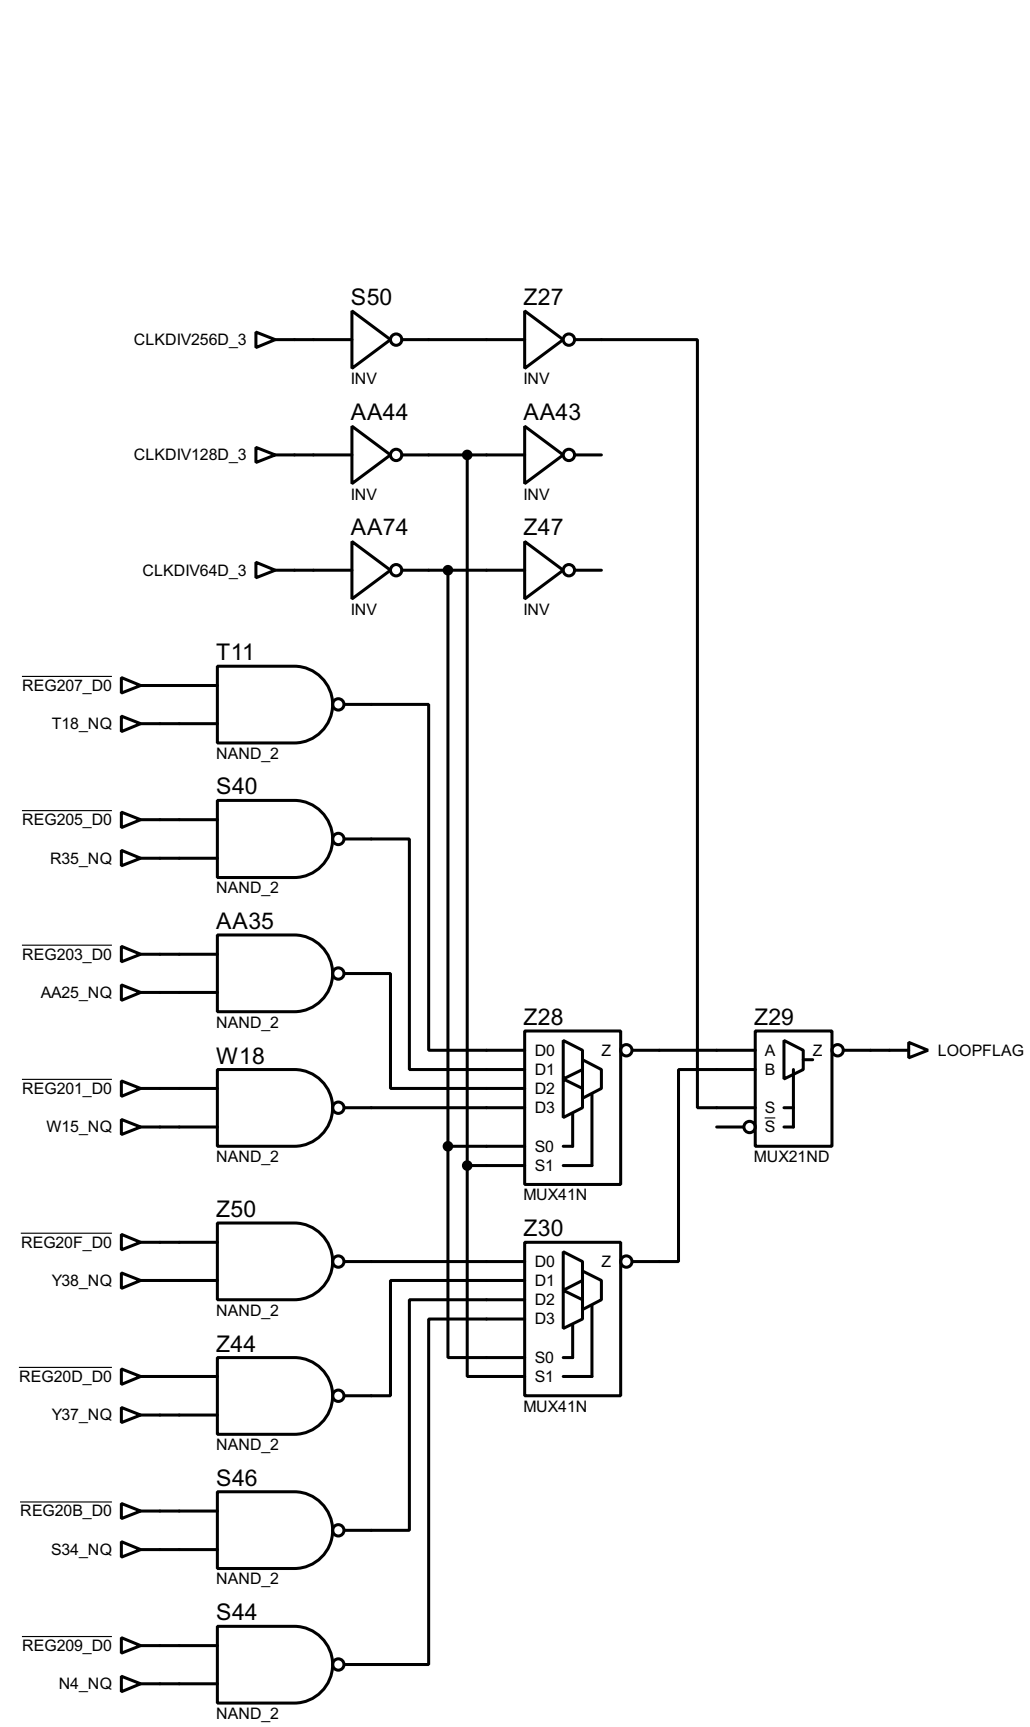 S50
Z27
CLKDIV256D_3
INV
INV
AA44
AA43
CLKDIV128D_3
INV
INV
AA74
Z47
CLKDIV64D_3
INV
INV
T11
REG207_D0
T18_NQ
NAND_2
S40
REG205_D0
R35_NQ
NAND_2
AA35
REG203_D0
AA25_NQ
NAND_2
W18
REG201_D0
W15_NQ
NAND_2
Z28
D0 Z
D1
D2
D3
S0
S1
MUX41N
Z29
A Z
B
S
S
MUX21ND
LOOPFLAG
Z50
REG20F_D0
Y38_NQ
NAND_2
Z30
D0 Z
D1
D2
D3
S0
S1
MUX41N
Z44
REG20D_D0
Y37_NQ
NAND_2
S46
REG20B_D0
S34_NQ
NAND_2
S44
REG209_D0
N4_NQ
NAND_2